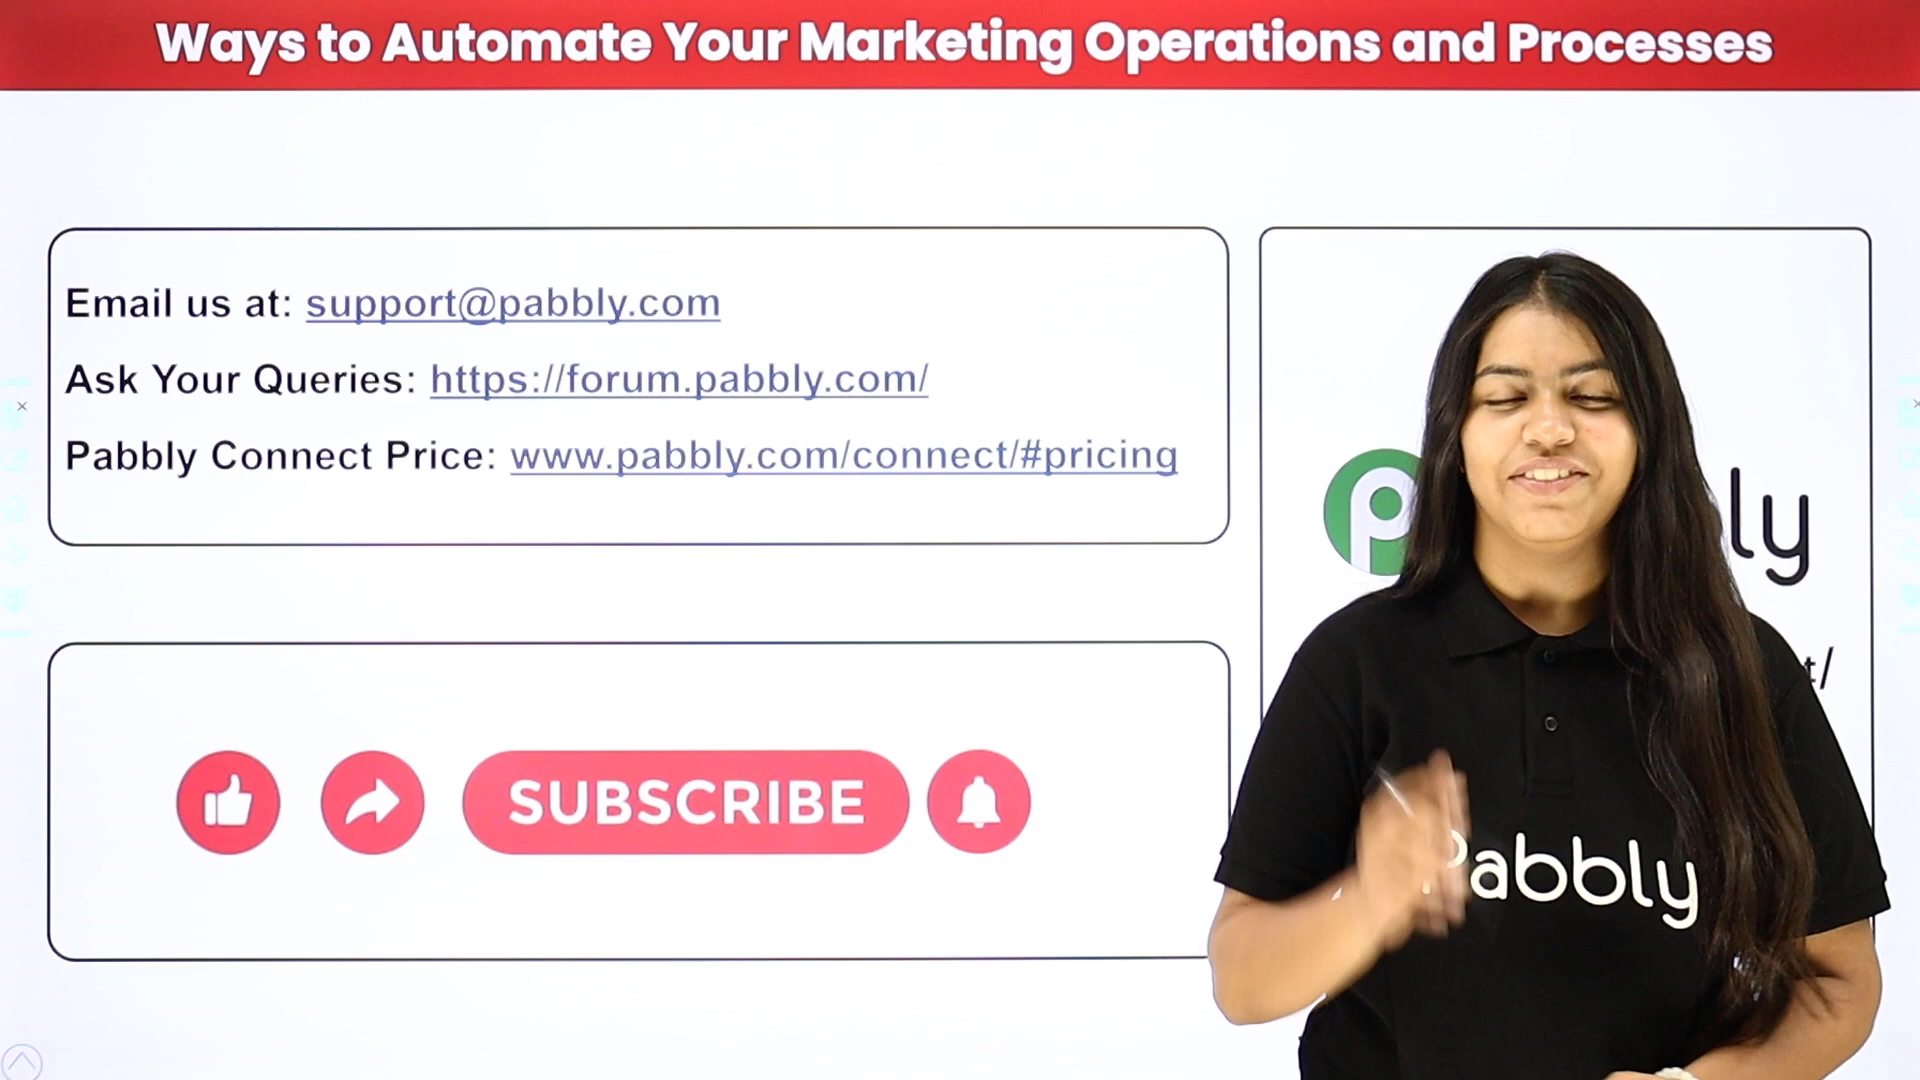 Ways to Automate Your Marketing Operations and Processes
Email us at: support@pabbly.com
Ask Your Queries: https://forum.pabbly.com/
Pabbly Connect Price: www.pabbly.com/connect/#pricing
SUBSCRIBE
ly
t/
Pabbly